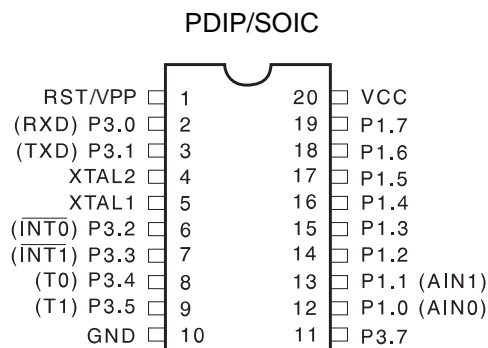 PDIP/SOIC
RST/VPP 1 20 VCC
(RXD) P3.0 2 19 P1.7
(TXD) P3.1 3 18 P1.6
XTAL2 4 17 P1.5
XTAL1 5 16 P1.4
(I̅N̅T̅0̅) P3.2 6 15 P1.3
(I̅N̅T̅1̅) P3.3 7 14 P1.2
(T0) P3.4 8 13 P1.1 (AIN1)
(T1) P3.5 9 12 P1.0 (AIN0)
GND 10 11 P3.7